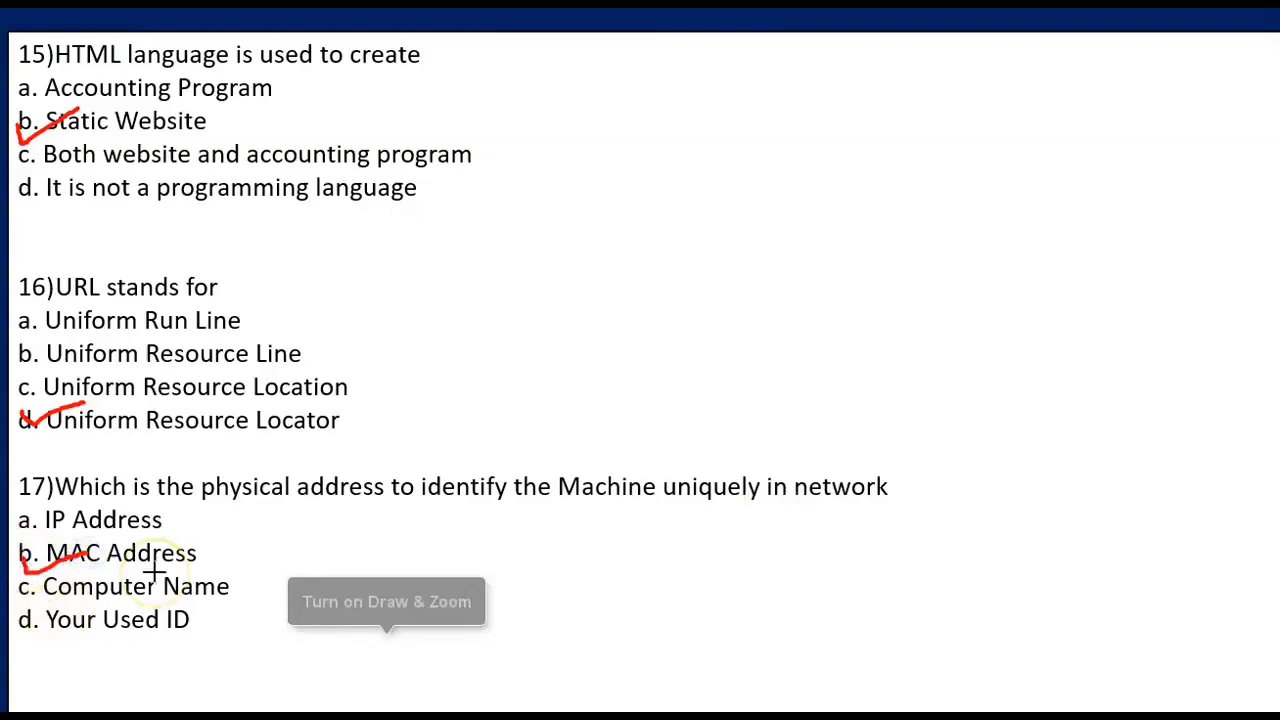 15)HTML language is used to create
a. Accounting Program
b. Static Website
c. Both website and accounting program
d. It is not a programming language
16)URL stands for
a. Uniform Run Line
b. Uniform Resource Line
c. Uniform Resource Location
d. Uniform Resource Locator
17)Which is the physical address to identify the Machine uniquely in network
a. IP Address
b. MAC Address
c. Computer Name
d. Your Used ID
Turn on Draw & Zoom